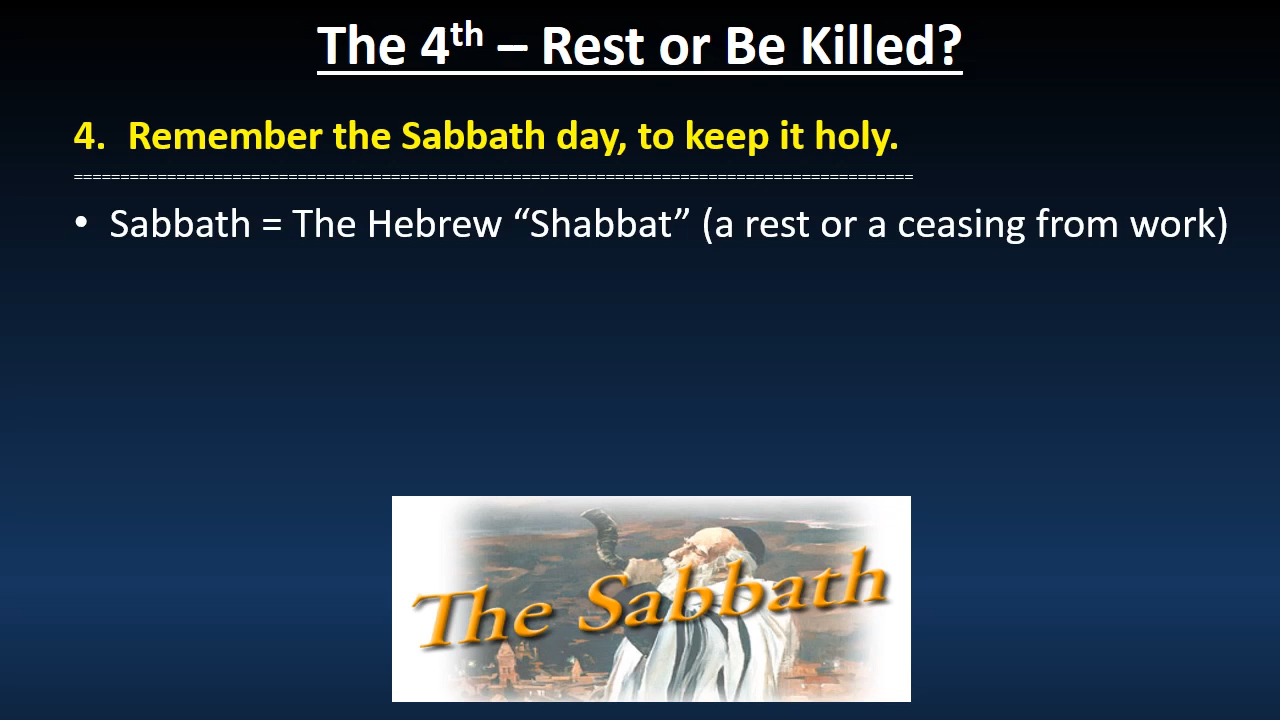 The 4th – Rest or Be Killed?
4. Remember the Sabbath day, to keep it holy.
==========================================================================================
• Sabbath = The Hebrew “Shabbat” (a rest or a ceasing from work)
The Sabbath